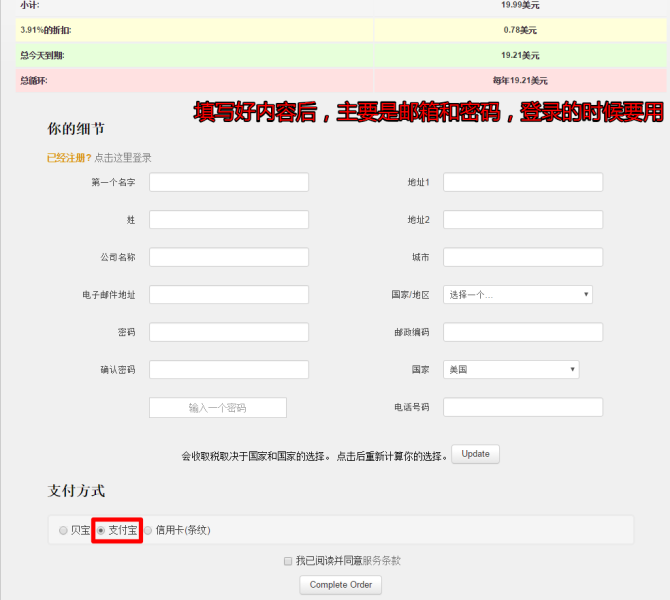 小计: 19.99美元
3.91%的折扣: 0.78美元
总今天到期: 19.21美元
总循环: 每年19.21美元
填写好内容后，主要是邮箱和密码，登录的时候要用
你的细节
已经注册? 点击这里登录
第一个名字 地址1
姓 地址2
公司名称 城市
电子邮件地址 国家/地区 选择一个...
密码 邮政编码
确认密码 国家 美国
输入一个密码 电话号码
会收取税取决于国家和国家的选择。 点击后重新计算你的选择。 Update
支付方式
贝宝 支付宝 信用卡(条纹)
我已阅读并同意服务条款
Complete Order